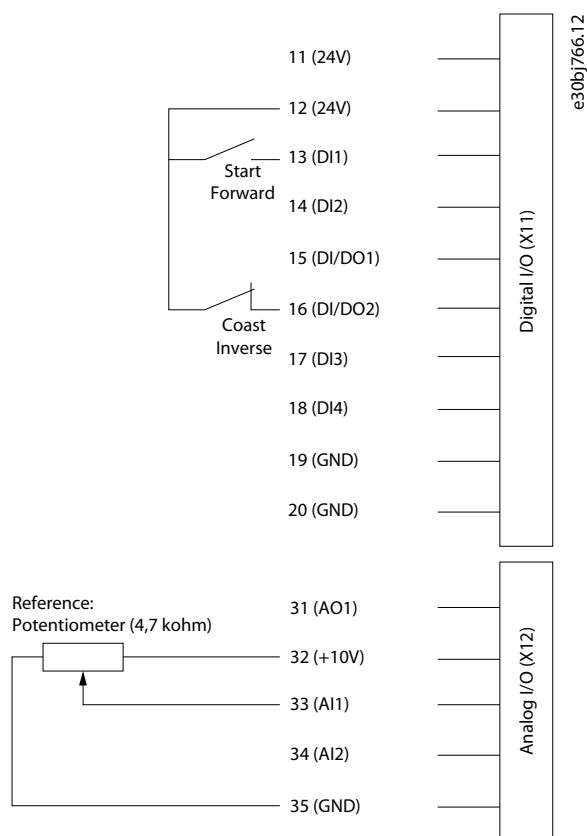 e30bj766.12
11 (24V)
12 (24V)
13 (DI1)
Start
Forward
14 (DI2)
15 (DI/DO1)
16 (DI/DO2)
Coast
Inverse
17 (DI3)
18 (DI4)
19 (GND)
20 (GND)
Digital I/O (X11)
Reference:
Potentiometer (4,7 kohm)
31 (AO1)
32 (+10V)
33 (AI1)
34 (AI2)
35 (GND)
Analog I/O (X12)